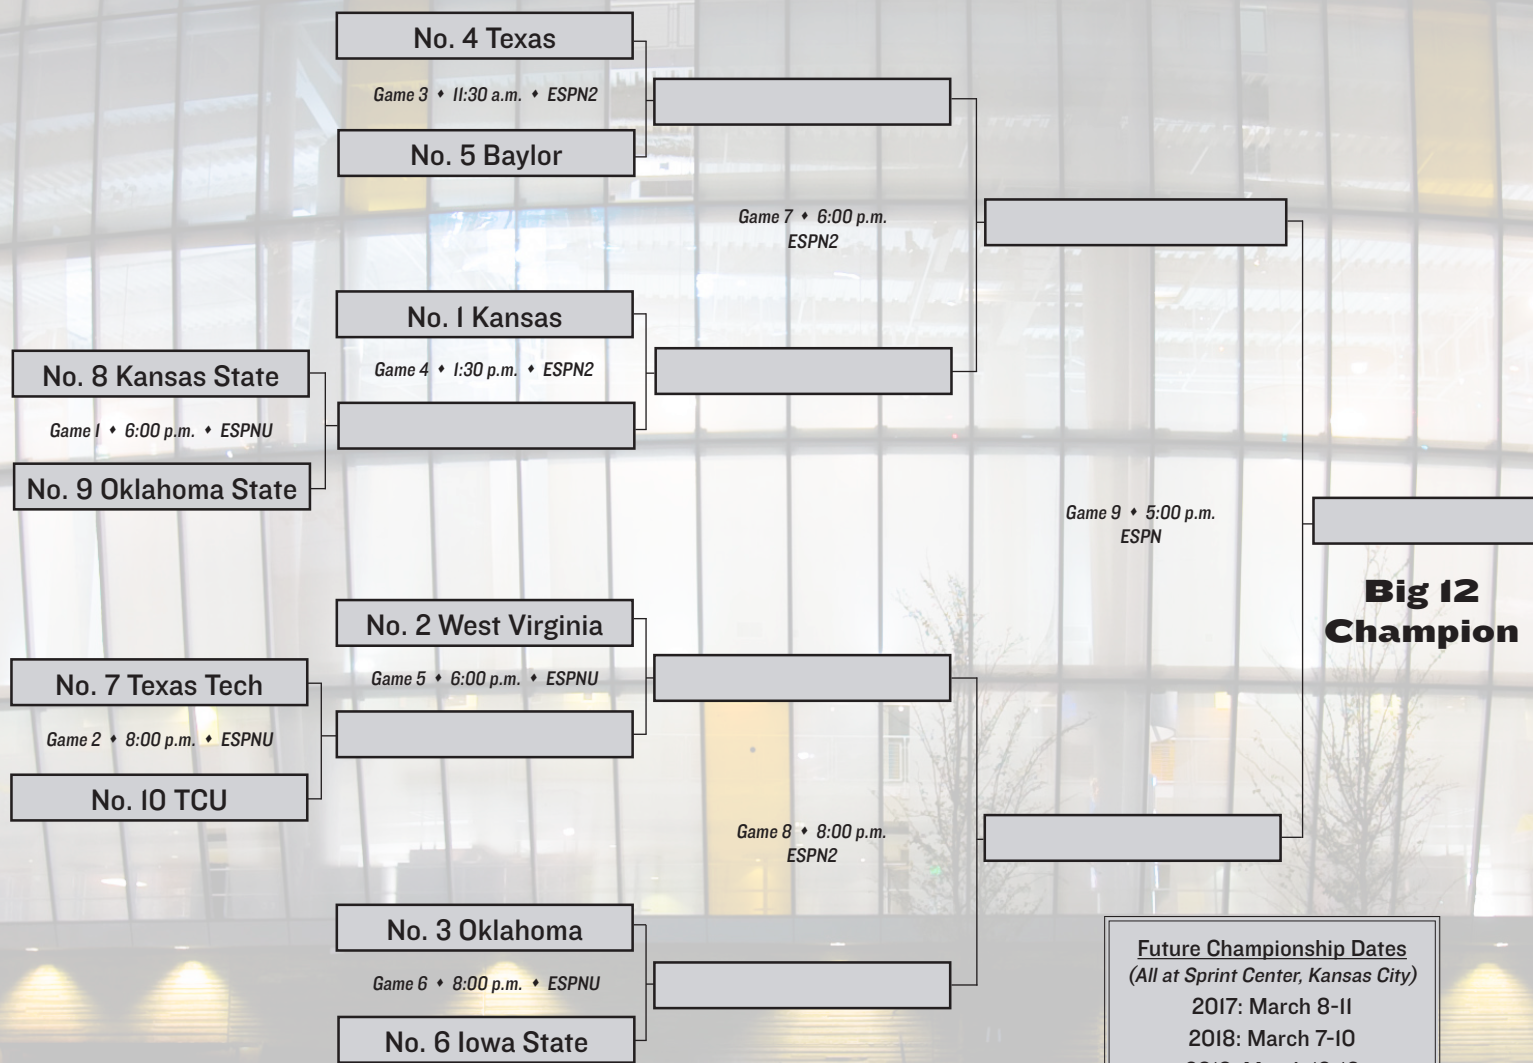 No. 4 Texas
Game 3 ♦ 11:30 a.m. ♦ ESPN2
No. 5 Baylor
Game 7 ♦ 6:00 p.m.
ESPN2
No. 1 Kansas
Game 4 ♦ 1:30 p.m. ♦ ESPN2
No. 8 Kansas State
Game 1 ♦ 6:00 p.m. ♦ ESPNU
No. 9 Oklahoma State
Game 9 ♦ 5:00 p.m.
ESPN
Big 12
Champion
No. 2 West Virginia
Game 5 ♦ 6:00 p.m. ♦ ESPNU
No. 7 Texas Tech
Game 2 ♦ 8:00 p.m. ♦ ESPNU
No. 10 TCU
Game 8 ♦ 8:00 p.m.
ESPN2
No. 3 Oklahoma
Game 6 ♦ 8:00 p.m. ♦ ESPNU
No. 6 Iowa State
Future Championship Dates
(All at Sprint Center, Kansas City)
2017: March 8-11
2018: March 7-10